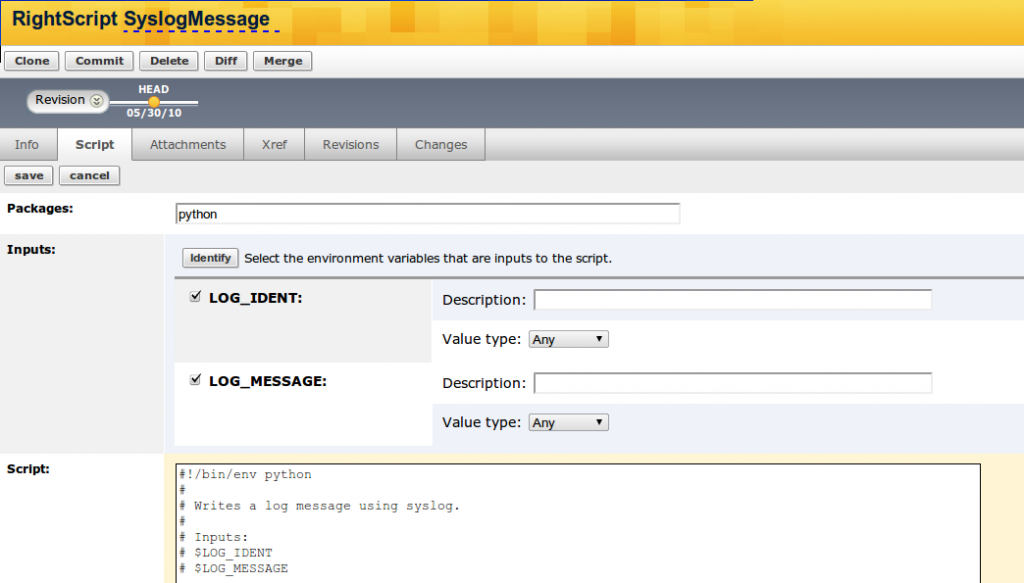 RightScript SyslogMessage
Clone Commit Delete Diff Merge
Revision HEAD
05/30/10
Info Script Attachments Xref Revisions Changes
save cancel
Packages: python
Inputs:
Identify Select the environment variables that are inputs to the script.
LOG_IDENT: Description:
Value type: Any
LOG_MESSAGE: Description:
Value type: Any
Script:
#!/bin/env python
#
# Writes a log message using syslog.
#
# Inputs:
# $LOG_IDENT
# $LOG_MESSAGE